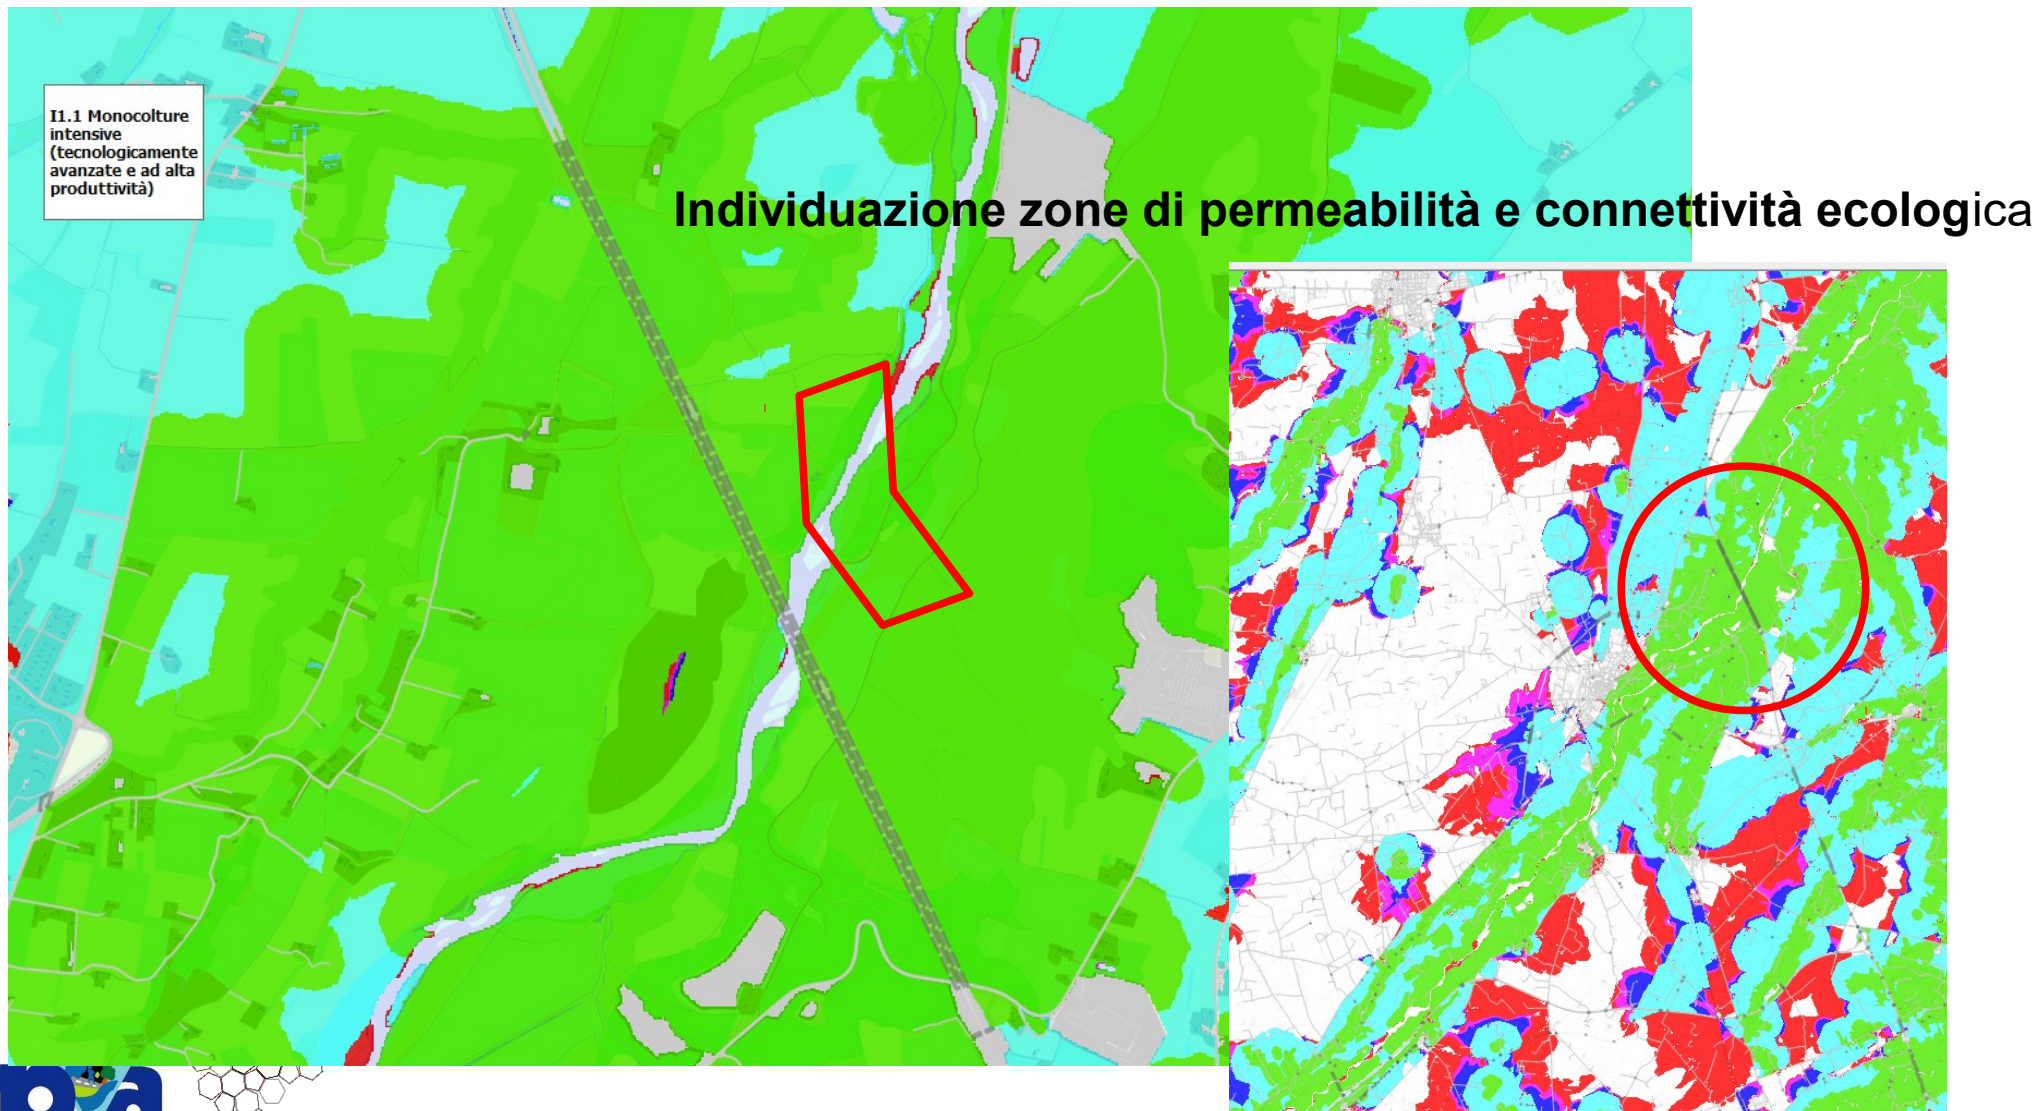 I1.1 Monocolture
intensive
(tecnologicamente
avanzate e ad alta
produttività)
Individuazione zone di permeabilità e connettività ecologica